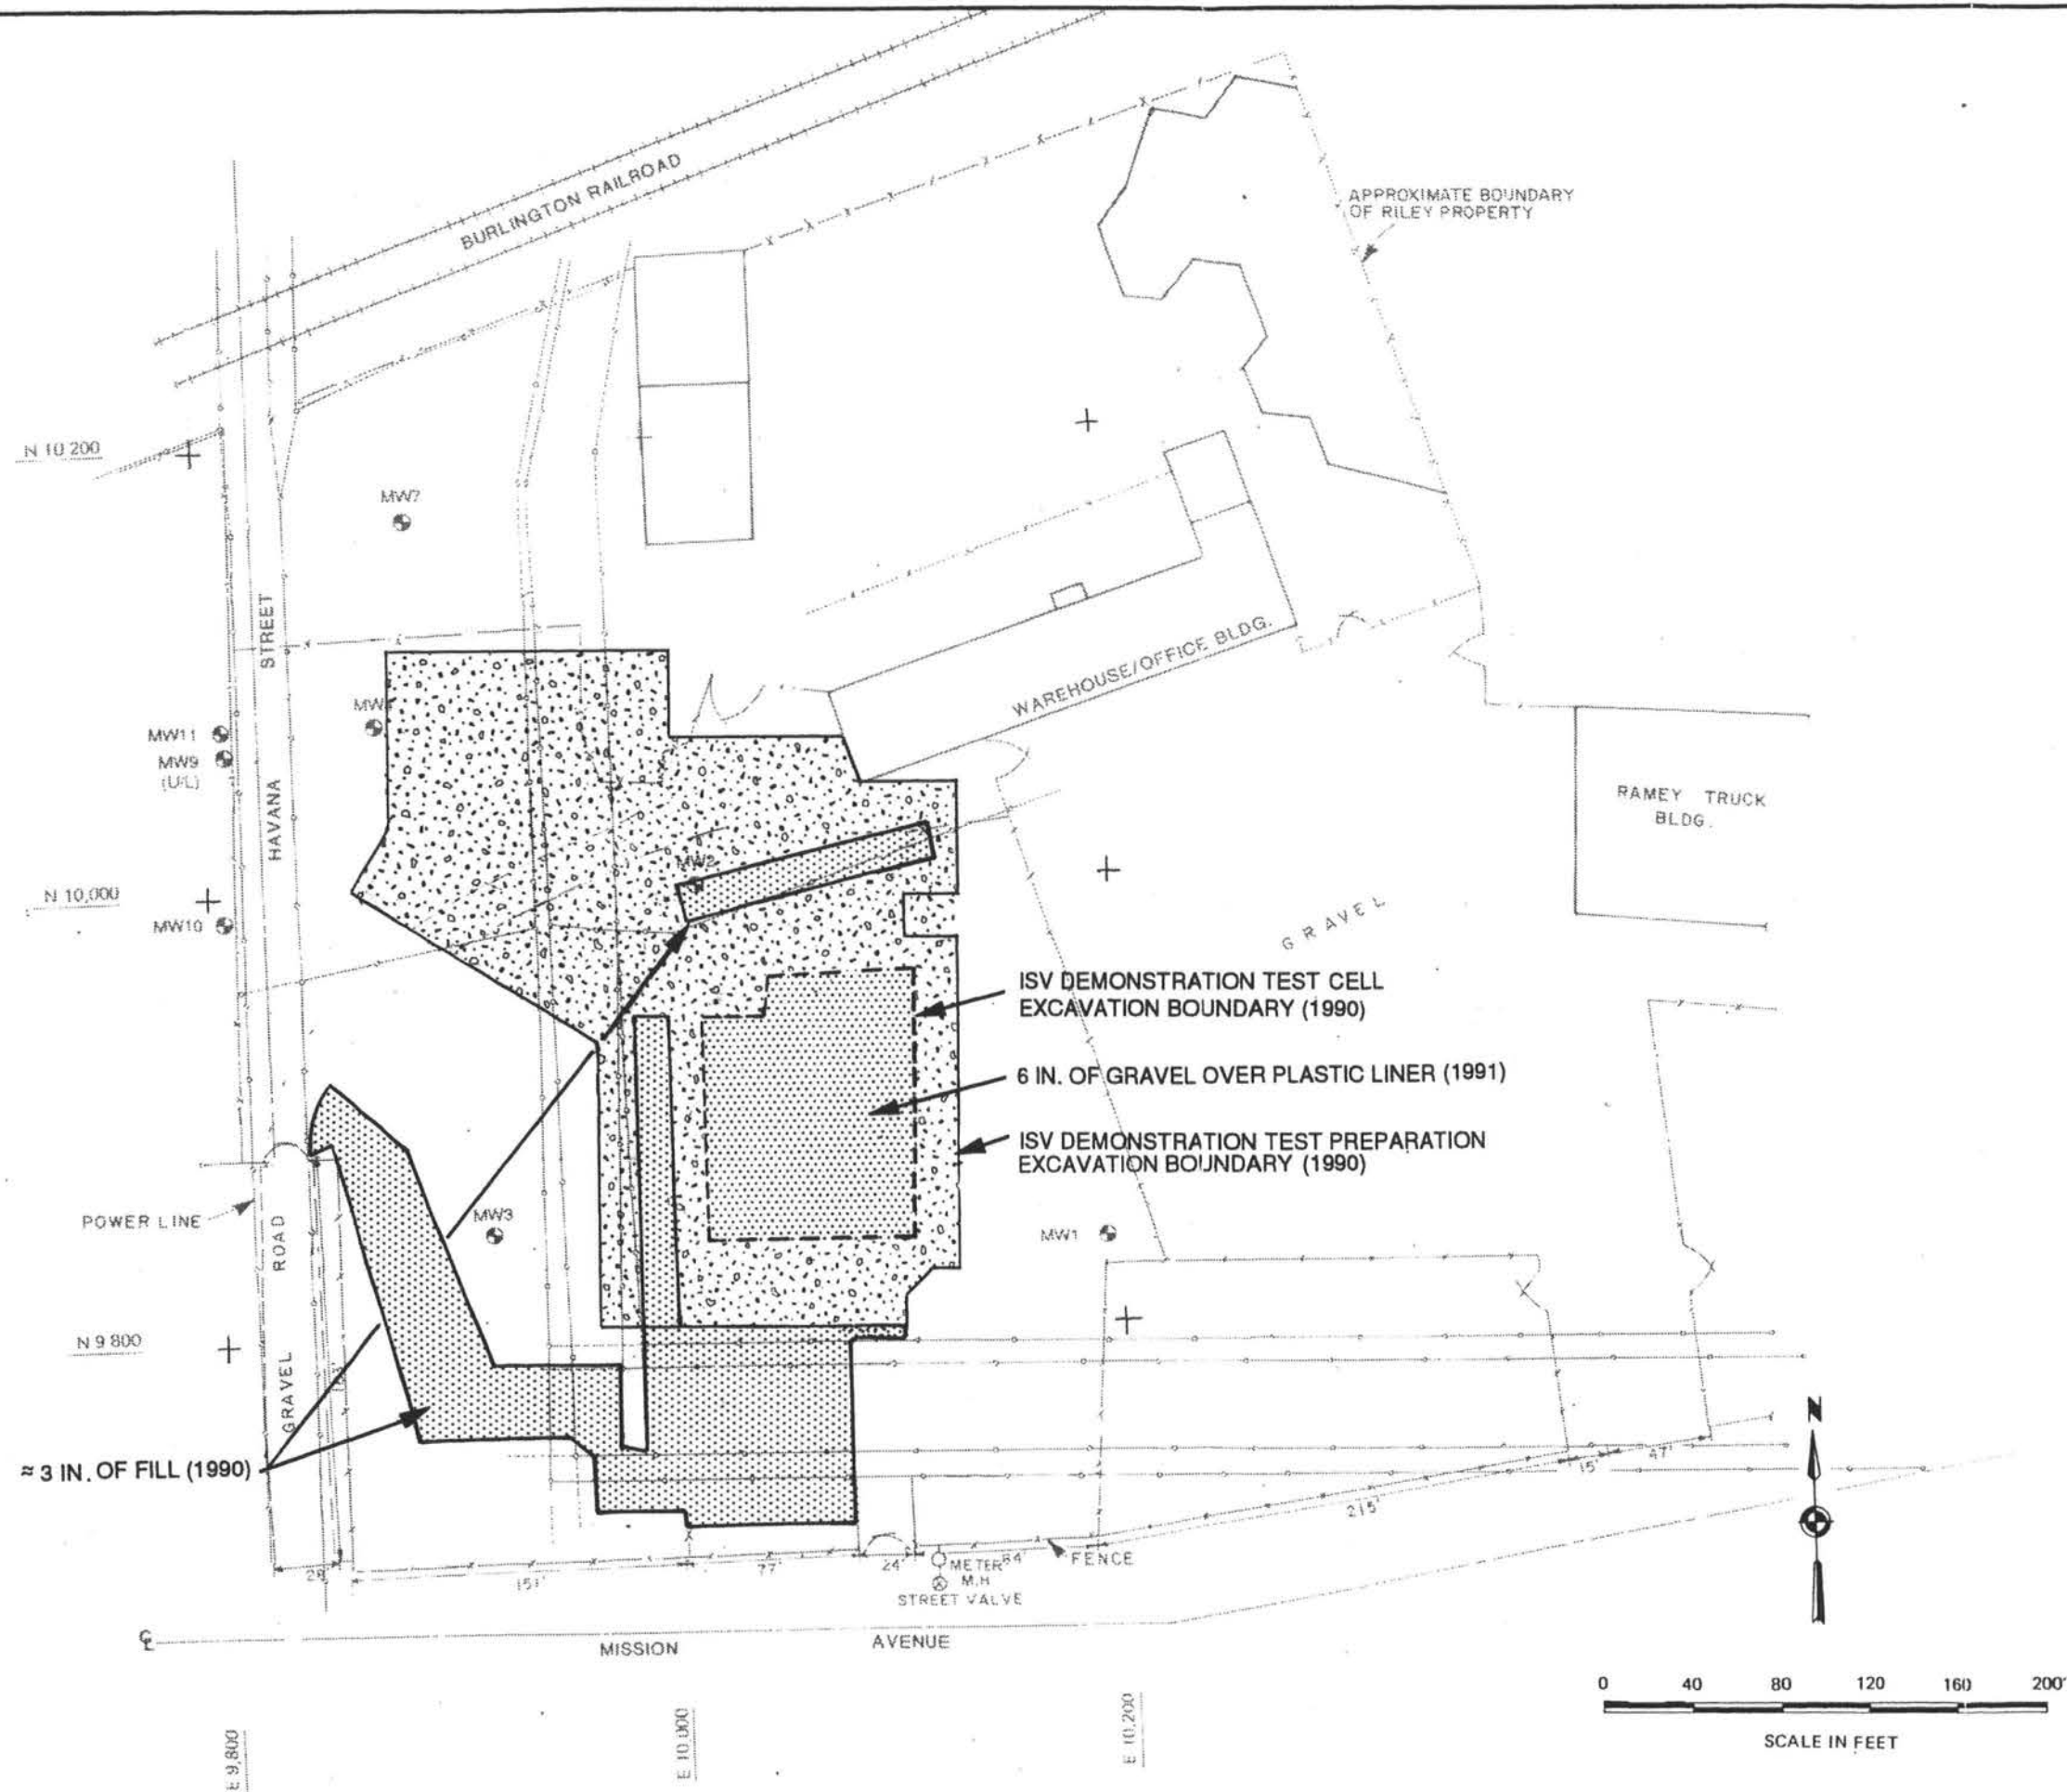 BURLINGTON RAILROAD
APPROXIMATE BOUNDARY
OF RILEY PROPERTY
N 10 200
MW7
STREET
HAVANA
WAREHOUSE/OFFICE BLDG.
MW
MW11
MW9
(U/L)
RAMEY TRUCK
BLDG.
MW2
N 10,000
MW10
GRAVEL
ISV DEMONSTRATION TEST CELL
EXCAVATION BOUNDARY (1990)
6 IN. OF GRAVEL OVER PLASTIC LINER (1991)
ISV DEMONSTRATION TEST PREPARATION
EXCAVATION BOUNDARY (1990)
POWER LINE
MW3
MW1
GRAVEL ROAD
N 9 800
N
≈ 3 IN. OF FILL (1990)
15'
47'
215'
151'
77'
24'
METER
FENCE
M.H
STREET VALVE
MISSION AVENUE
0 40 80 120 160 200'
SCALE IN FEET
E 9,800
E 10,000
E 10,200